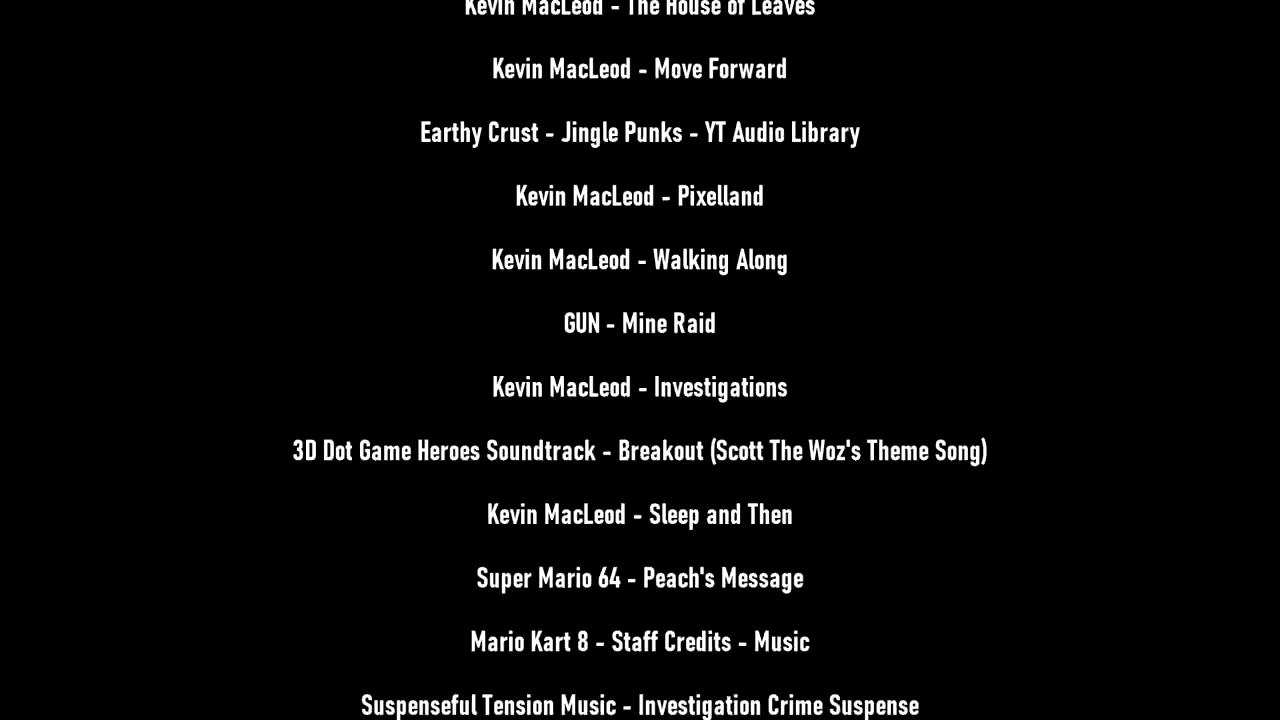 Kevin MacLeod - The House of Leaves
Kevin MacLeod - Move Forward
Earthy Crust - Jingle Punks - YT Audio Library
Kevin MacLeod - Pixelland
Kevin MacLeod - Walking Along
GUN - Mine Raid
Kevin MacLeod - Investigations
3D Dot Game Heroes Soundtrack - Breakout (Scott The Woz's Theme Song)
Kevin MacLeod - Sleep and Then
Super Mario 64 - Peach's Message
Mario Kart 8 - Staff Credits - Music
Suspenseful Tension Music - Investigation Crime Suspense